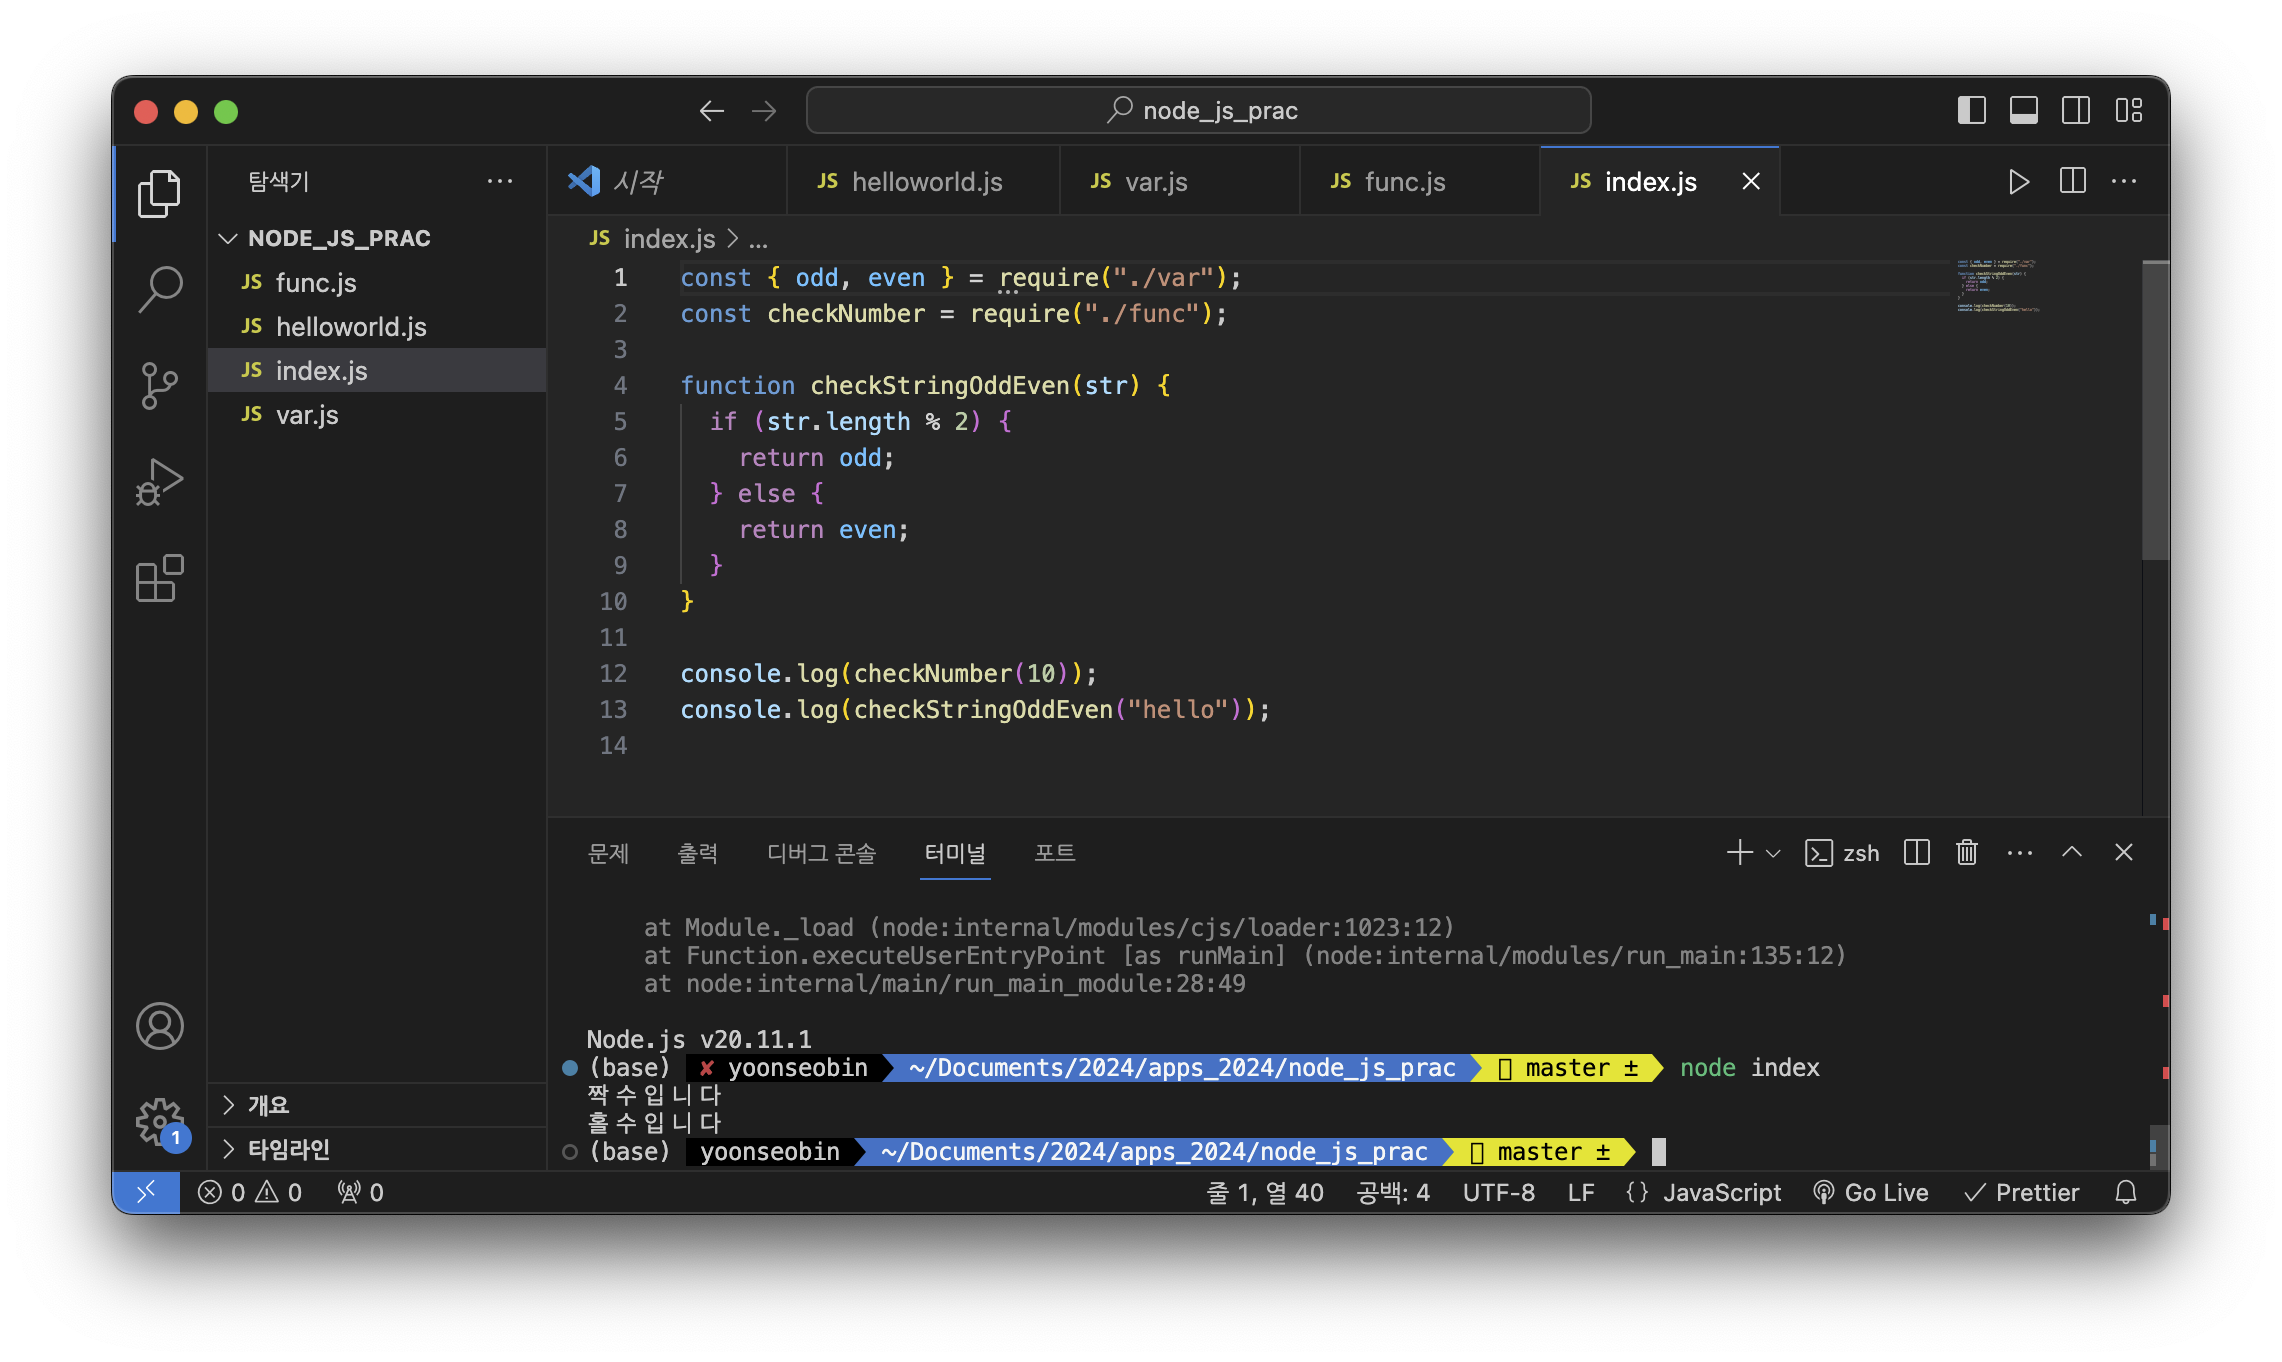 node_js_prac
탐색기
시작
JS helloworld.js
JS var.js
JS func.js
JS index.js
NODE_JS_PRAC
JS func.js
JS helloworld.js
JS index.js
JS var.js
JS index.js > ...
1 const { odd, even } = require("./var");
2 const checkNumber = require("./func");
3
4 function checkStringOddEven(str) {
5 if (str.length % 2) {
6 return odd;
7 } else {
8 return even;
9 }
10 }
11
12 console.log(checkNumber(10));
13 console.log(checkStringOddEven("hello"));
14
문제 출력 디버그 콘솔 터미널 포트
zsh
at Module._load (node:internal/modules/cjs/loader:1023:12)
at Function.executeUserEntryPoint [as runMain] (node:internal/modules/run_main:135:12)
at node:internal/main/run_main_module:28:49
Node.js v20.11.1
(base) ✘ yoonseobin ~/Documents/2024/apps_2024/node_js_prac master ± node index
짝수입니다
홀수입니다
(base) yoonseobin ~/Documents/2024/apps_2024/node_js_prac master ±
개요
타임라인
1
0 0 0
줄 1, 열 40 공백: 4 UTF-8 LF {} JavaScript Go Live Prettier